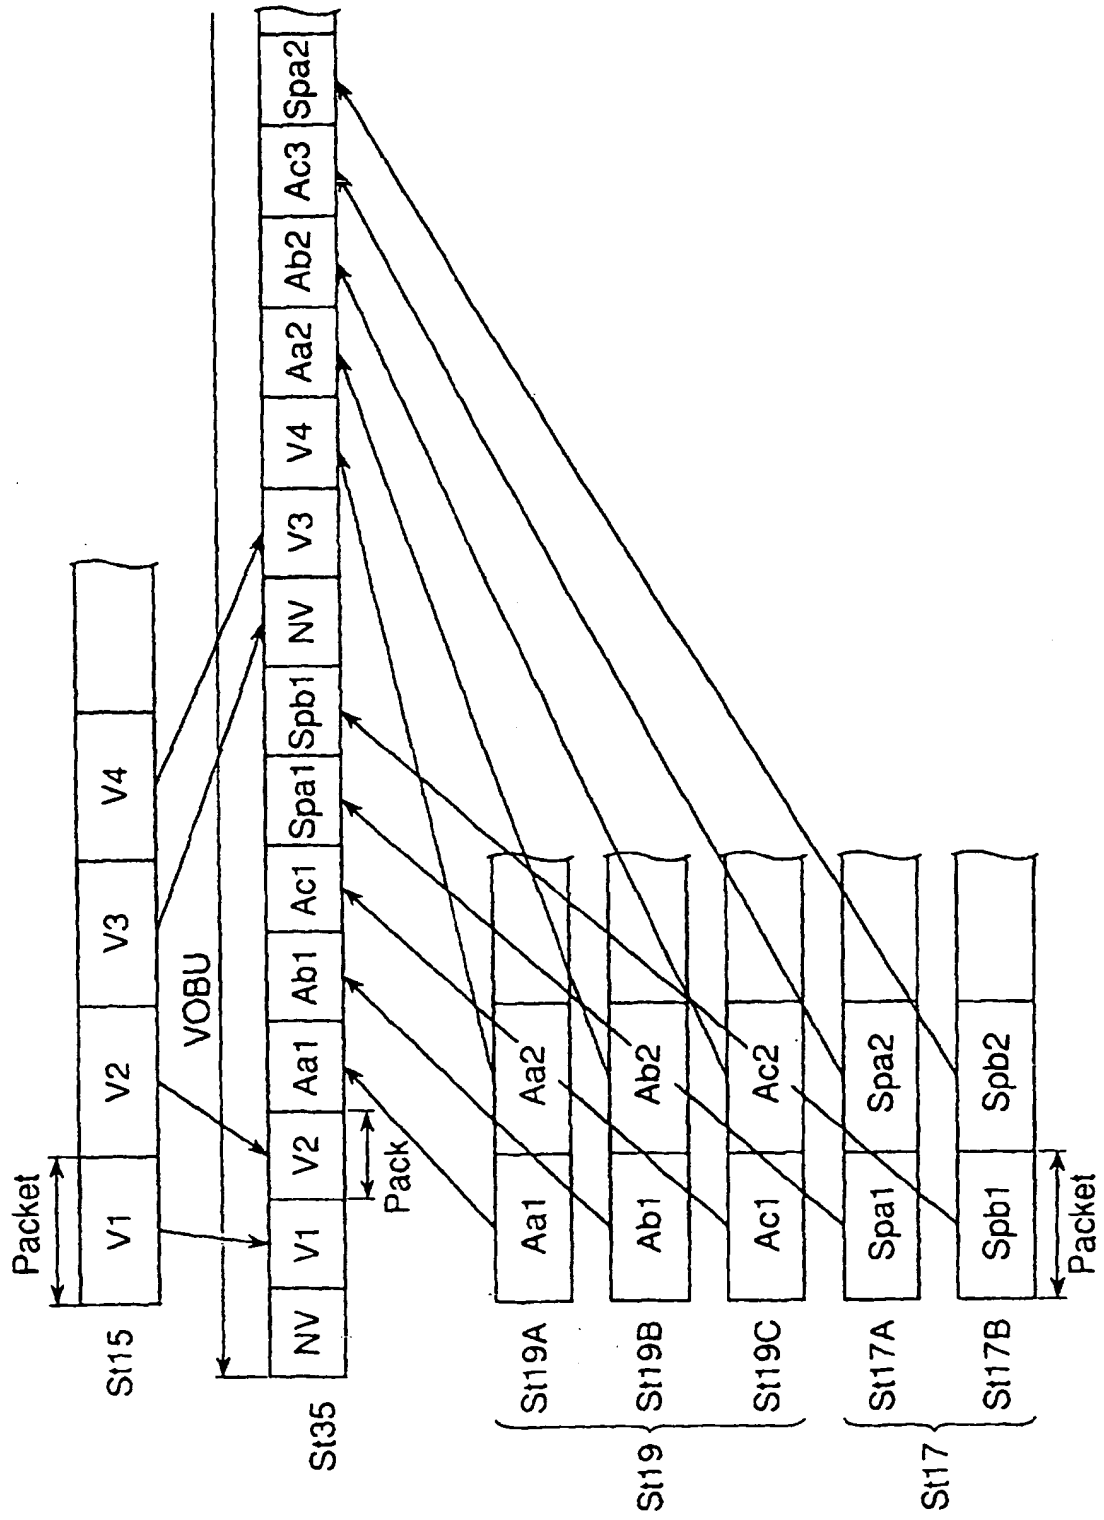 Packet
St15 V1 V2 V3 V4
VOBU
St35 NV V1 V2 Aa1 Ab1 Ac1 Spa1 Spb1 NV V3 V4 Aa2 Ab2 Ac3 Spa2
Pack
St19
St19A Aa1 Aa2
St19B Ab1 Ab2
St19C Ac1 Ac2
St17
St17A Spa1 Spa2
St17B Spb1 Spb2
Packet